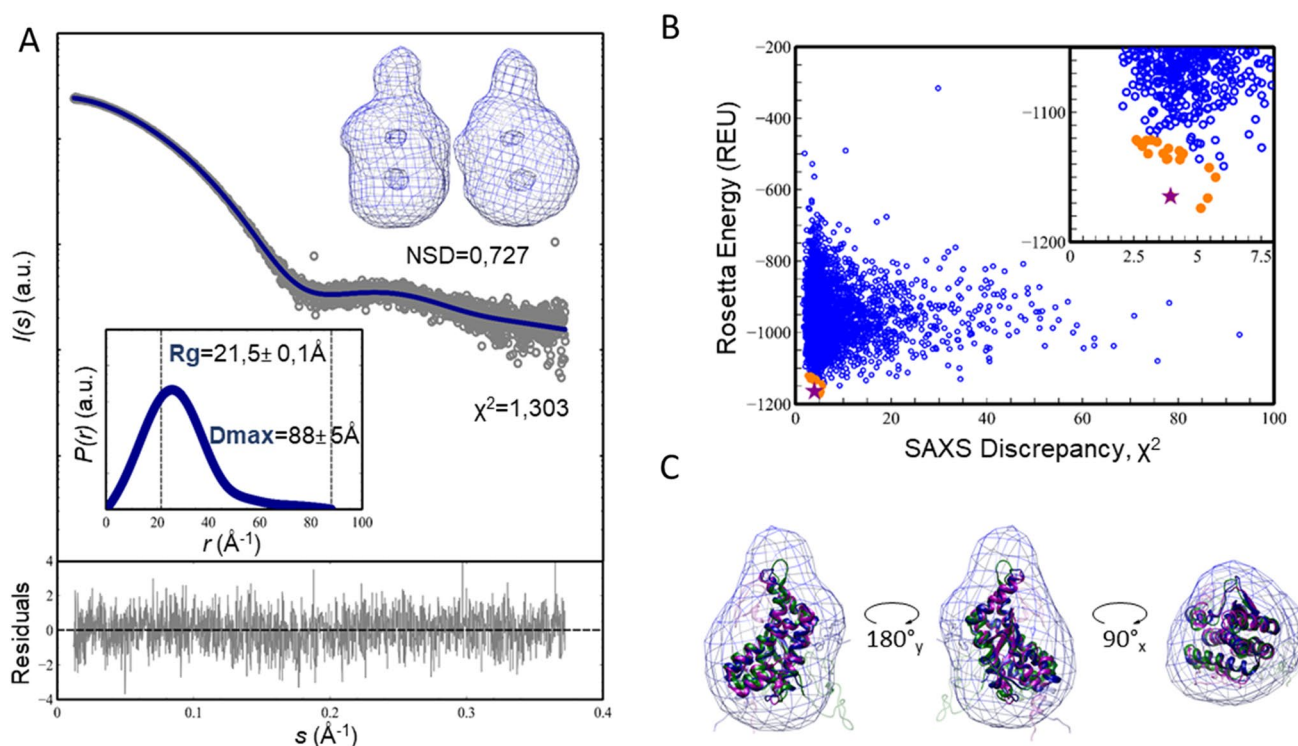 A
I(s) (a.u.)
NSD=0,727
χ²=1,303
Rg=21,5± 0,1Å
Dmax=88± 5Å
P(r) (a.u.)
0 20 40 60 80 100
r (Å⁻¹)
Residuals
4
2
0
−2
−4
0 0.1 0.2 0.3 0.4
s (Å⁻¹)
B
Rosetta Energy (REU)
−200
−400
−600
−800
−1000
−1200
0 20 40 60 80 100
SAXS Discrepancy, χ²
−1100
−1200
0 2.5 5.0 7.5
C
180°y
90°x